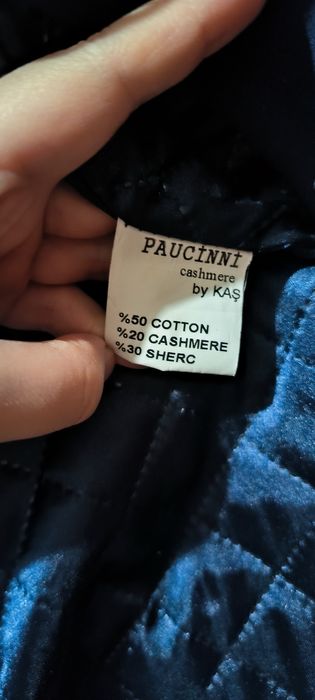 PAUCİNNİ
cashmere
by KAŞ
%50 COTTON
%20 CASHMERE
%30 SHERC